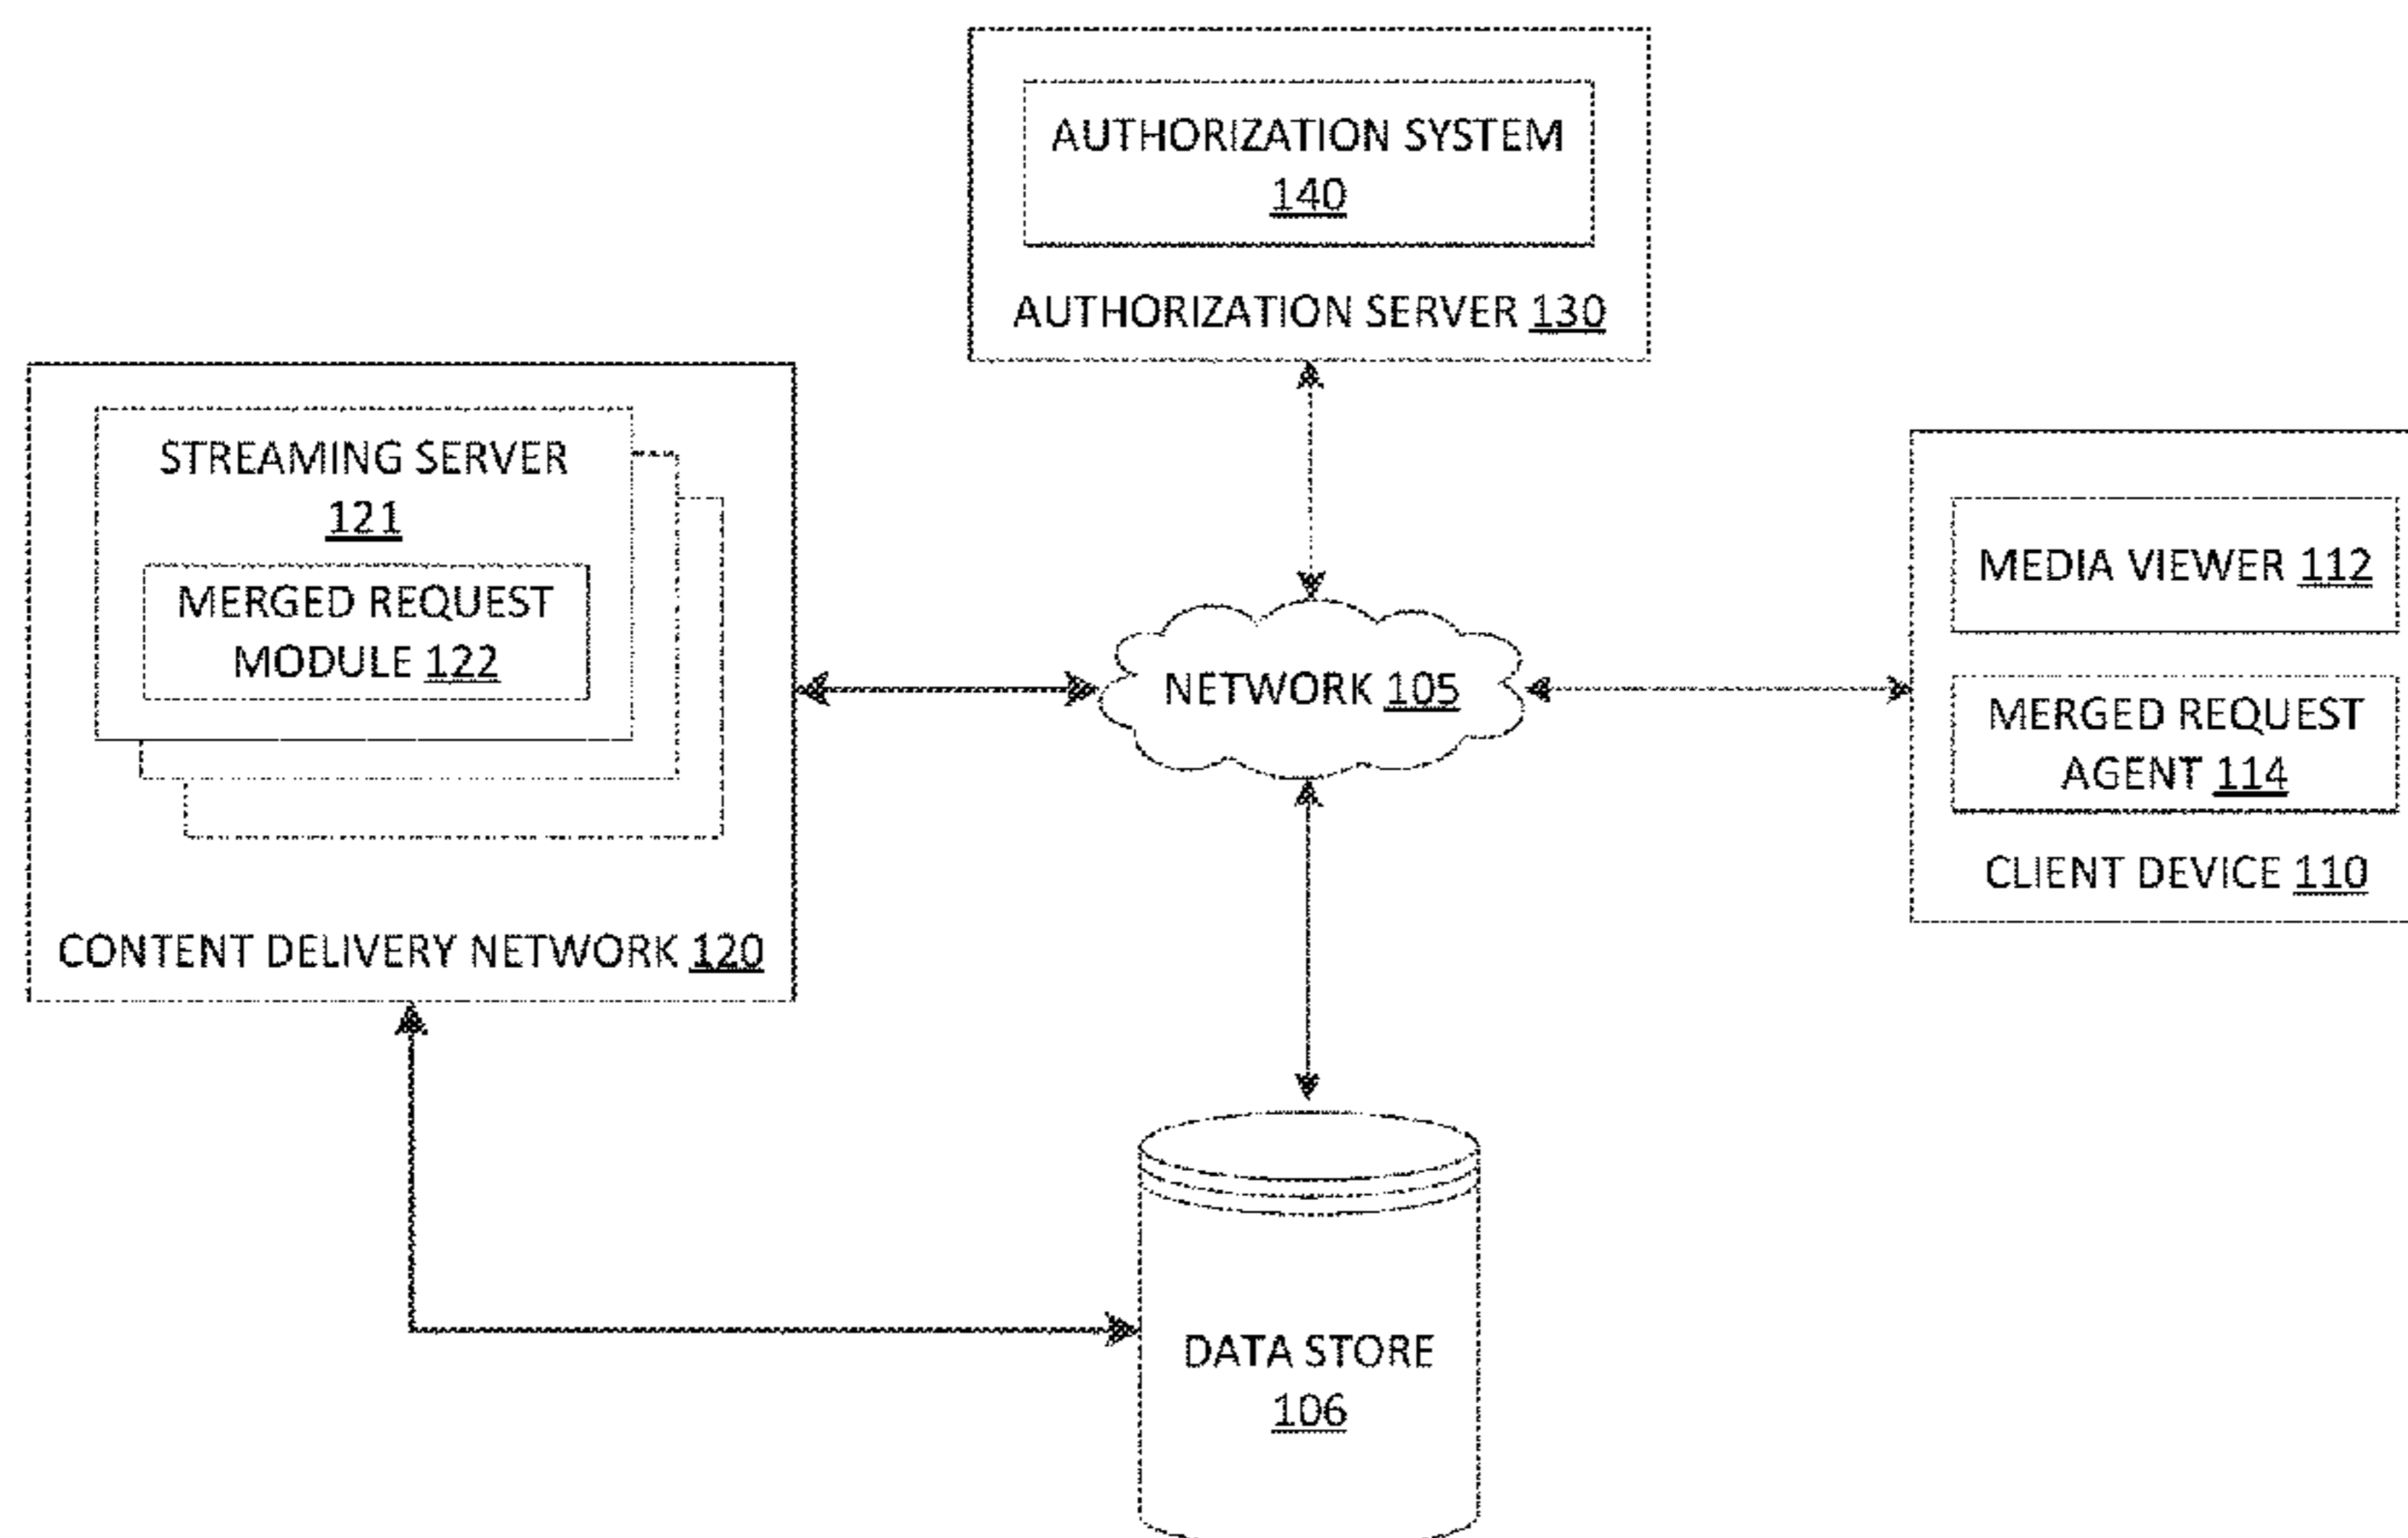 AUTHORIZATION SYSTEM
140
AUTHORIZATION SERVER 130
STREAMING SERVER
121
MERGED REQUEST
MODULE 122
CONTENT DELIVERY NETWORK 120
NETWORK 105
MEDIA VIEWER 112
MERGED REQUEST
AGENT 114
CLIENT DEVICE 110
DATA STORE
106